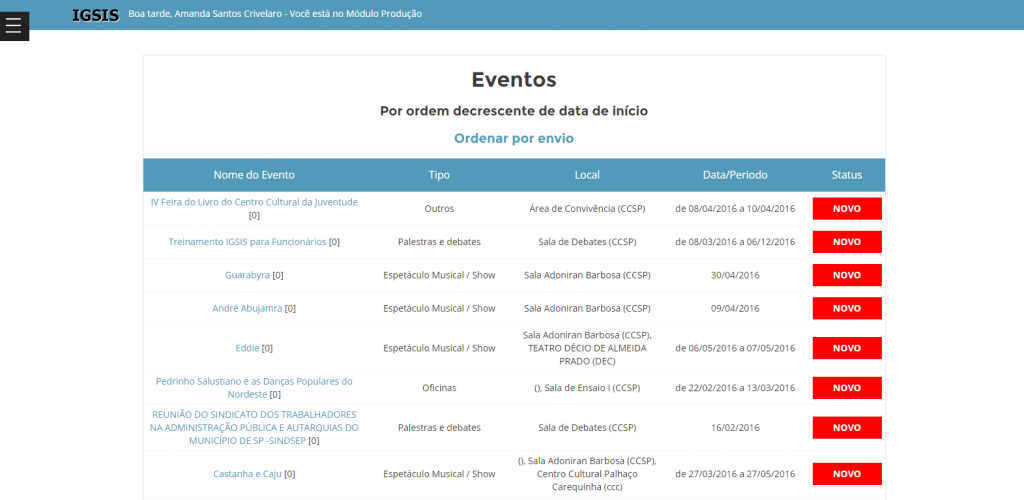 IGSIS Boa tarde, Amanda Santos Crivelaro - Você está no Módulo Produção
Eventos
Por ordem decrescente de data de início
Ordenar por envio
Nome do Evento Tipo Local Data/Periodo Status
IV Feira do Livro do Centro Cultural da Juventude
[0]
Outros
Área de Convivência (CCSP)
de 08/04/2016 a 10/04/2016
NOVO
Treinamento IGSIS para Funcionários [0]
Palestras e debates
Sala de Debates (CCSP)
de 08/03/2016 a 06/12/2016
NOVO
Guarabyra [0]
Espetáculo Musical / Show
Sala Adoniran Barbosa (CCSP)
30/04/2016
NOVO
André Abujamra [0]
Espetáculo Musical / Show
Sala Adoniran Barbosa (CCSP)
09/04/2016
NOVO
Eddie [0]
Espetáculo Musical / Show
Sala Adoniran Barbosa (CCSP),
TEATRO DÉCIO DE ALMEIDA
PRADO (DEC)
de 06/05/2016 a 07/05/2016
NOVO
Pedrinho Salustiano e as Danças Populares do
Nordeste [0]
Oficinas
(), Sala de Ensaio I (CCSP)
de 22/02/2016 a 13/03/2016
NOVO
REUNIÃO DO SINDICATO DOS TRABALHADORES
NA ADMINISTRAÇÃO PÚBLICA E AUTARQUIAS DO
MUNICÍPIO DE SP -SINDSEP [0]
Palestras e debates
Sala de Debates (CCSP)
16/02/2016
NOVO
Castanha e Caju [0]
Espetáculo Musical / Show
(), Sala Adoniran Barbosa (CCSP),
Centro Cultural Palhaço
Carequinha (ccc)
de 27/03/2016 a 27/05/2016
NOVO